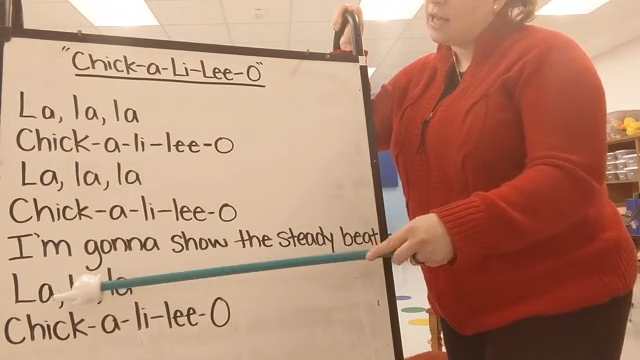 "Chick-a-Li-Lee-O"
La, la, la
Chick-a-li-lee-O
La, la, la
Chick-a-li-lee-O
I'm gonna show the steady beat
La, la
Chick-a-li-lee-O